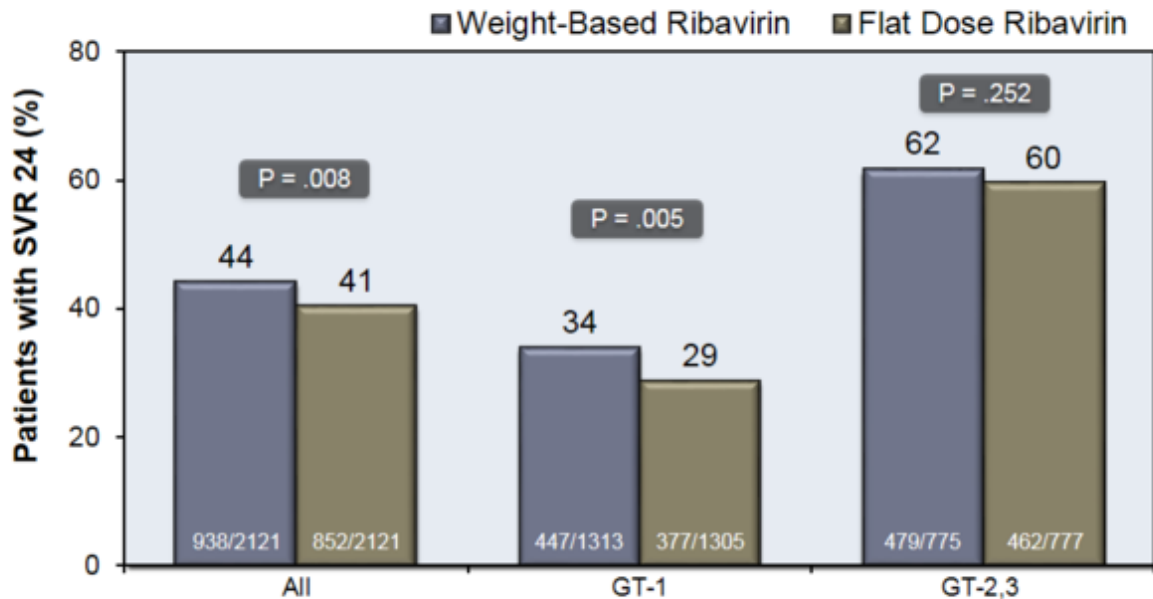 Weight-Based Ribavirin Flat Dose Ribavirin
Patients with SVR 24 (%)
80
60
40
20
0
P = .008
P = .005
P = .252
44
41
34
29
62
60
938/2121
852/2121
447/1313
377/1305
479/775
462/777
All
GT-1
GT-2,3